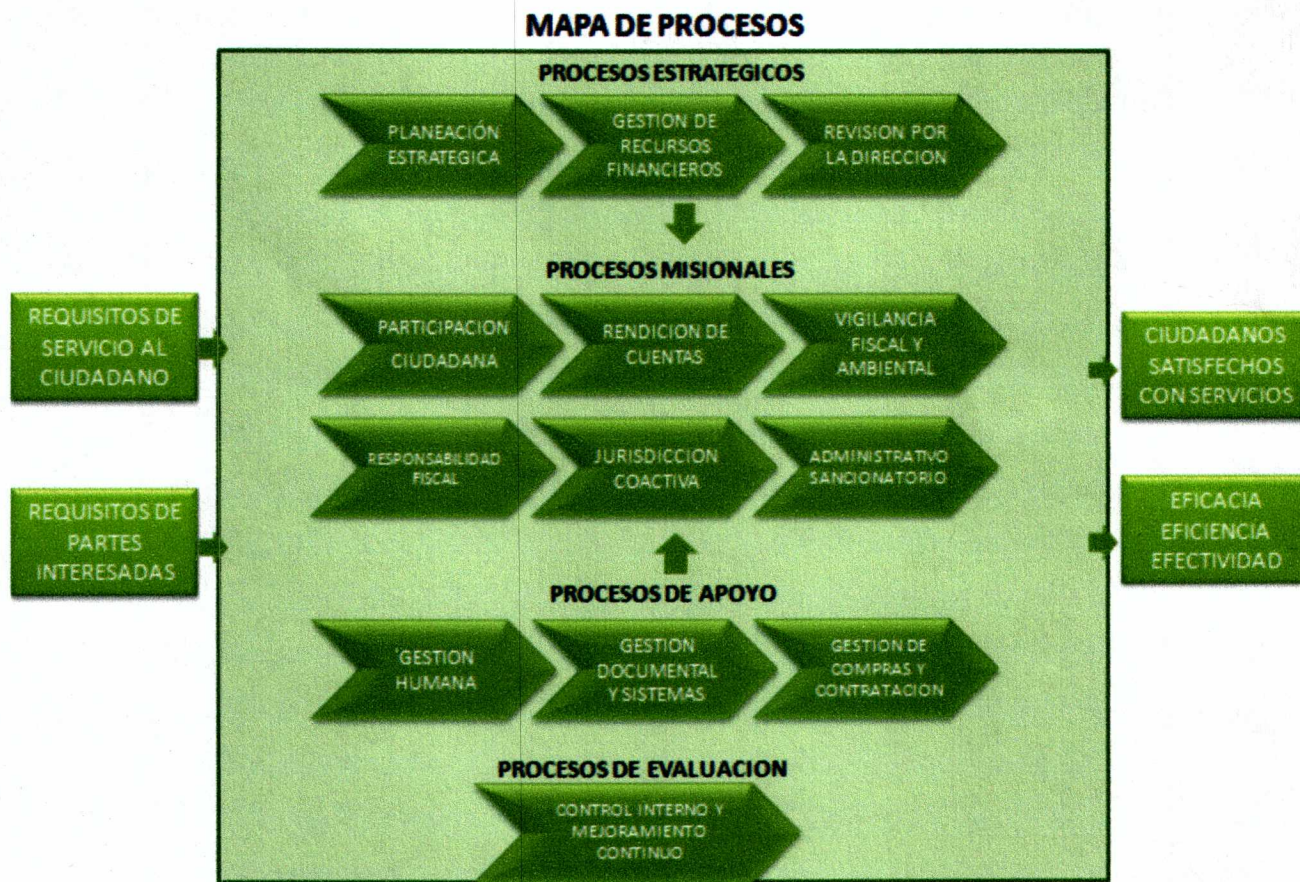 MAPA DE PROCESOS
PROCESOS ESTRATEGICOS
PLANEACIÓN
ESTRATEGICA
GESTION DE
RECURSOS
FINANCIEROS
REVISION POR
LA DIRECCION
PROCESOS MISIONALES
REQUISITOS DE
SERVICIO AL
CIUDADANO
PARTICIPACION
CIUDADANA
RENDICION DE
CUENTAS
VIGILANCIA
FISCAL Y
AMBIENTAL
CIUDADANOS
SATISFECHOS
CON SERVICIOS
RESPONSABILIDAD
FISCAL
JURISDICCION
COACTIVA
ADMINISTRATIVO
SANCIONATORIO
REQUISITOS DE
PARTES
INTERESADAS
EFICACIA
EFICIENCIA
EFECTIVIDAD
PROCESOS DE APOYO
GESTION
HUMANA
GESTION
DOCUMENTAL
Y SISTEMAS
GESTION DE
COMPRAS Y
CONTRATACION
PROCESOS DE EVALUACION
CONTROL INTERNO Y
MEJORAMIENTO
CONTINUO